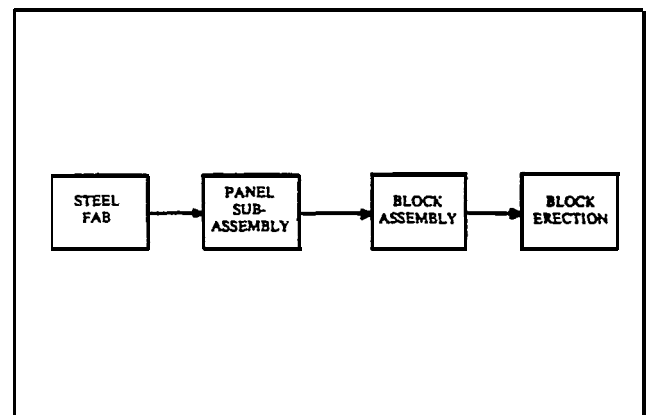 STEEL
FAB
PANEL
SUB-
ASSEMBLY
BLOCK
ASSEMBLY
BLOCK
ERECTION